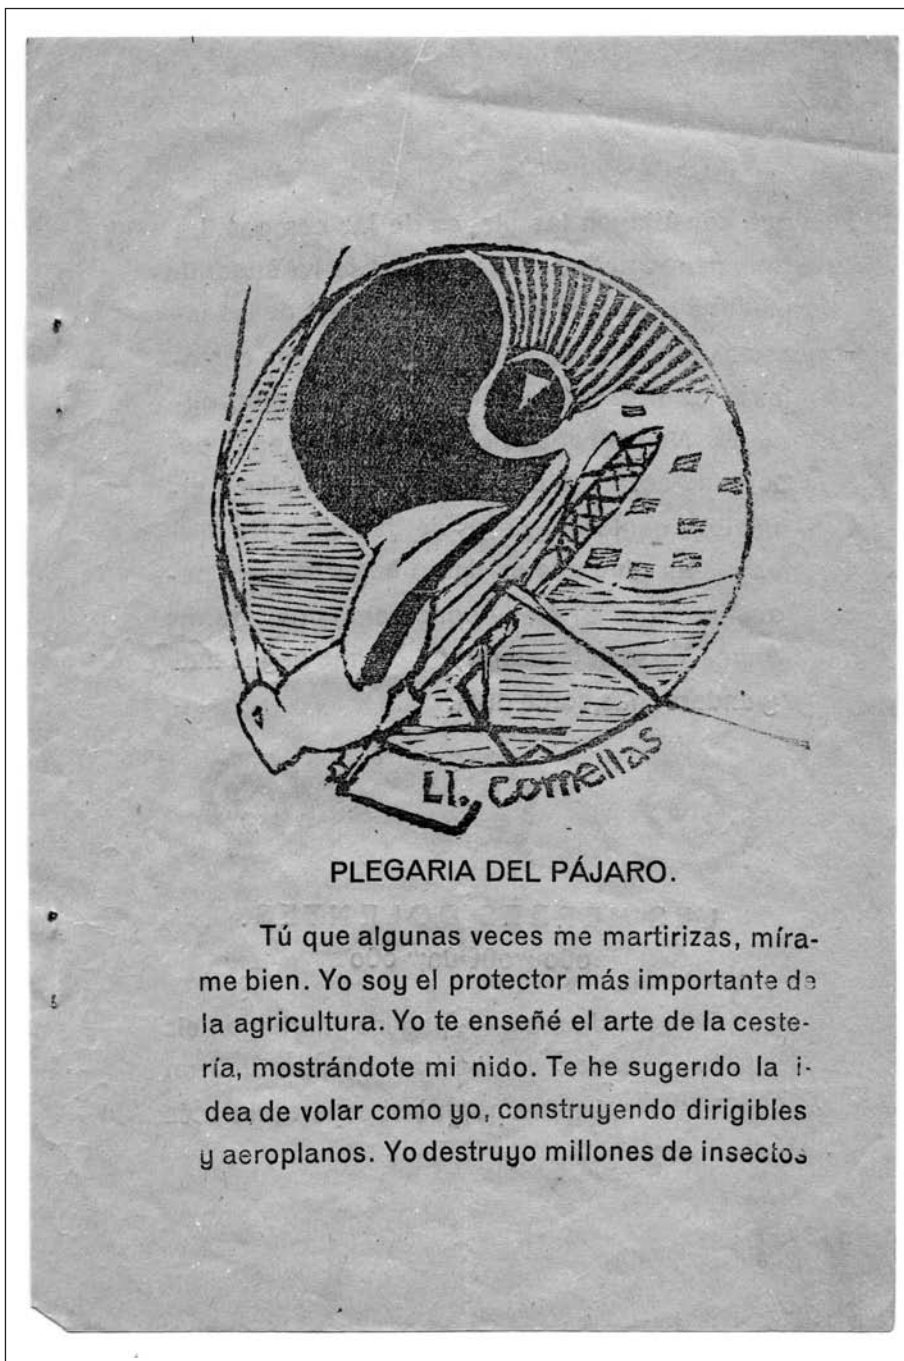 Ll. Comellas
PLEGARIA DEL PÁJARO.
Tú que algunas veces me martirizas, míra-
me bien. Yo soy el protector más importante de
la agricultura. Yo te enseñé el arte de la ceste-
ría, mostrándote mi nido. Te he sugerido la i-
dea de volar como yo, construyendo dirigibles
y aeroplanos. Yo destruyo millones de insectos